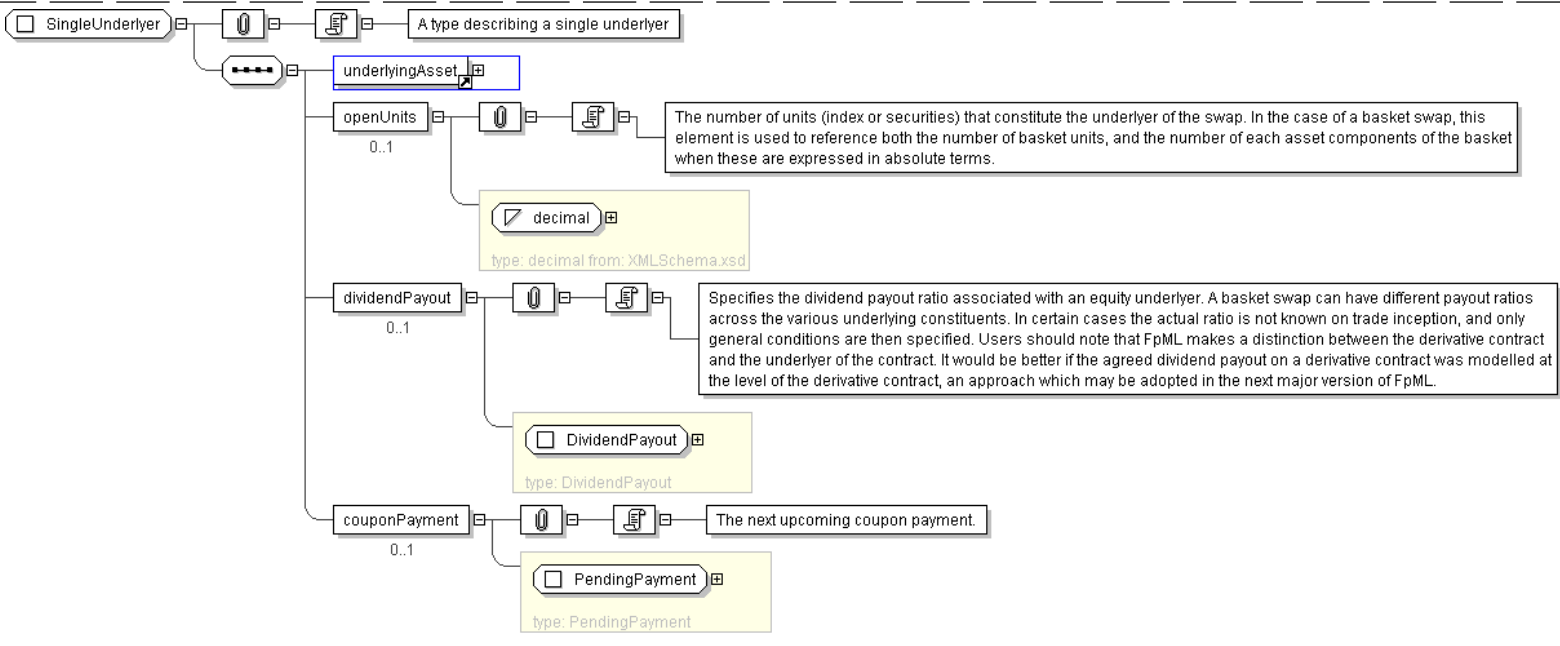 SingleUnderlyer
A type describing a single underlyer
underlyingAsset
openUnits
0..1
The number of units (index or securities) that constitute the underlyer of the swap. In the case of a basket swap, this
element is used to reference both the number of basket units, and the number of each asset components of the basket
when these are expressed in absolute terms.
decimal
type: decimal from: XMLSchema.xsd
dividendPayout
0..1
Specifies the dividend payout ratio associated with an equity underlyer. A basket swap can have different payout ratios
across the various underlying constituents. In certain cases the actual ratio is not known on trade inception, and only
general conditions are then specified. Users should note that FpML makes a distinction between the derivative contract
and the underlyer of the contract. It would be better if the agreed dividend payout on a derivative contract was modelled at
the level of the derivative contract, an approach which may be adopted in the next major version of FpML.
DividendPayout
type: DividendPayout
couponPayment
0..1
The next upcoming coupon payment.
PendingPayment
type: PendingPayment